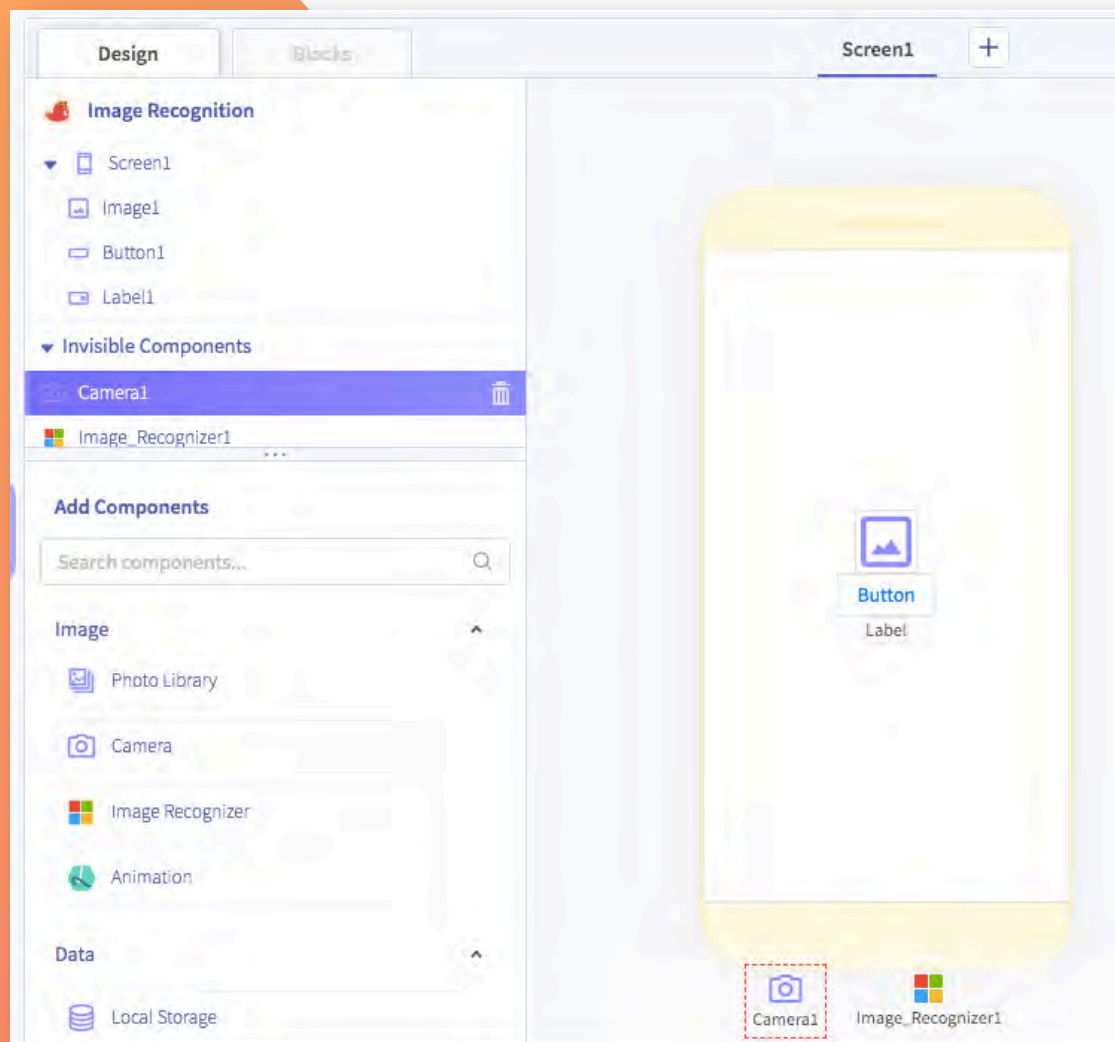 Design
Blocks
Screen1
+
Image Recognition
Screen1
Image1
Button1
Label1
Invisible Components
Camera1
Image_Recognizer1
Add Components
Search components...
Image
Photo Library
Camera
Image Recognizer
Animation
Data
Local Storage
Button
Label
Camera1
Image_Recognizer1